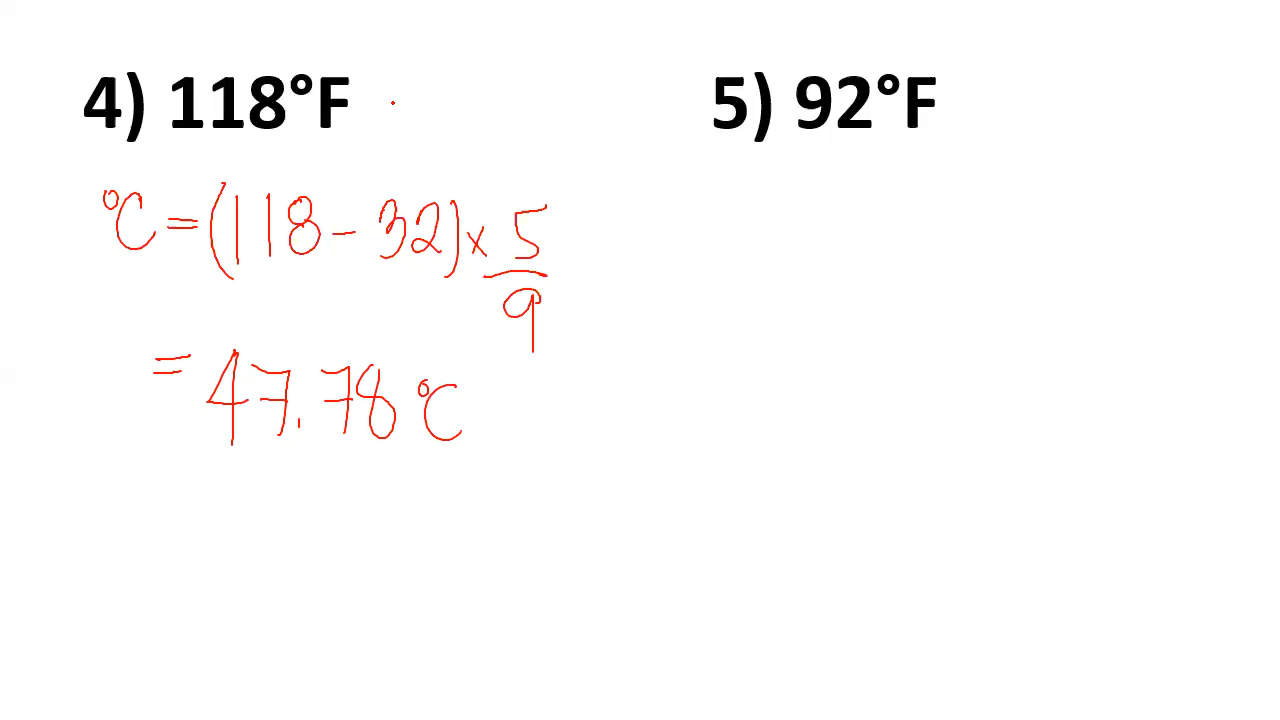 4) 118°F
°C = (118 - 32) × 5/9
= 47.78 °C
5) 92°F